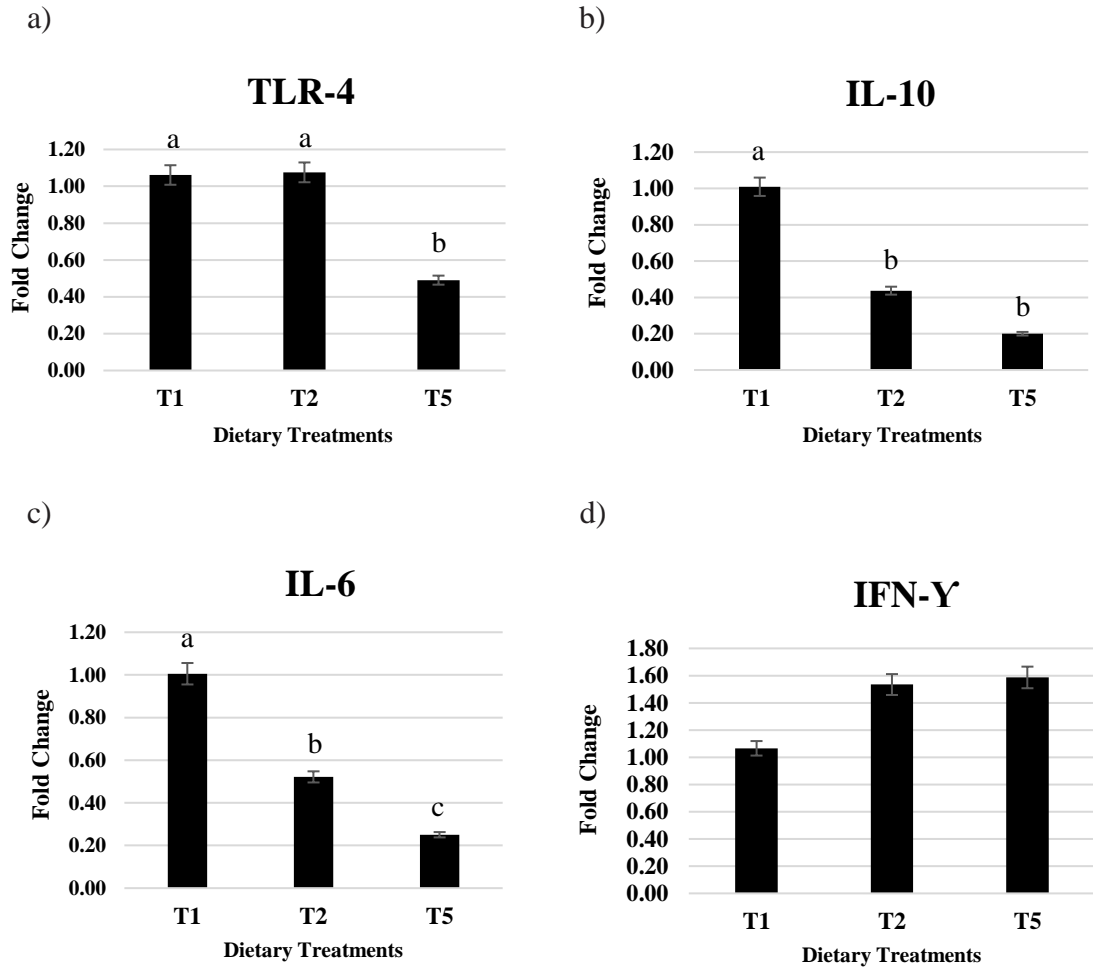 a)
TLR-4
Fold Change
1.20
1.00
0.80
0.60
0.40
0.20
0.00
a
a
b
T1 T2 T5
Dietary Treatments
b)
IL-10
Fold Change
1.20
1.00
0.80
0.60
0.40
0.20
0.00
a
b
b
T1 T2 T5
Dietary Treatments
c)
IL-6
Fold Change
1.20
1.00
0.80
0.60
0.40
0.20
0.00
a
b
c
T1 T2 T5
Dietary Treatments
d)
IFN-ϒ
Fold Change
1.80
1.60
1.40
1.20
1.00
0.80
0.60
0.40
0.20
0.00
T1 T2 T5
Dietary Treatments